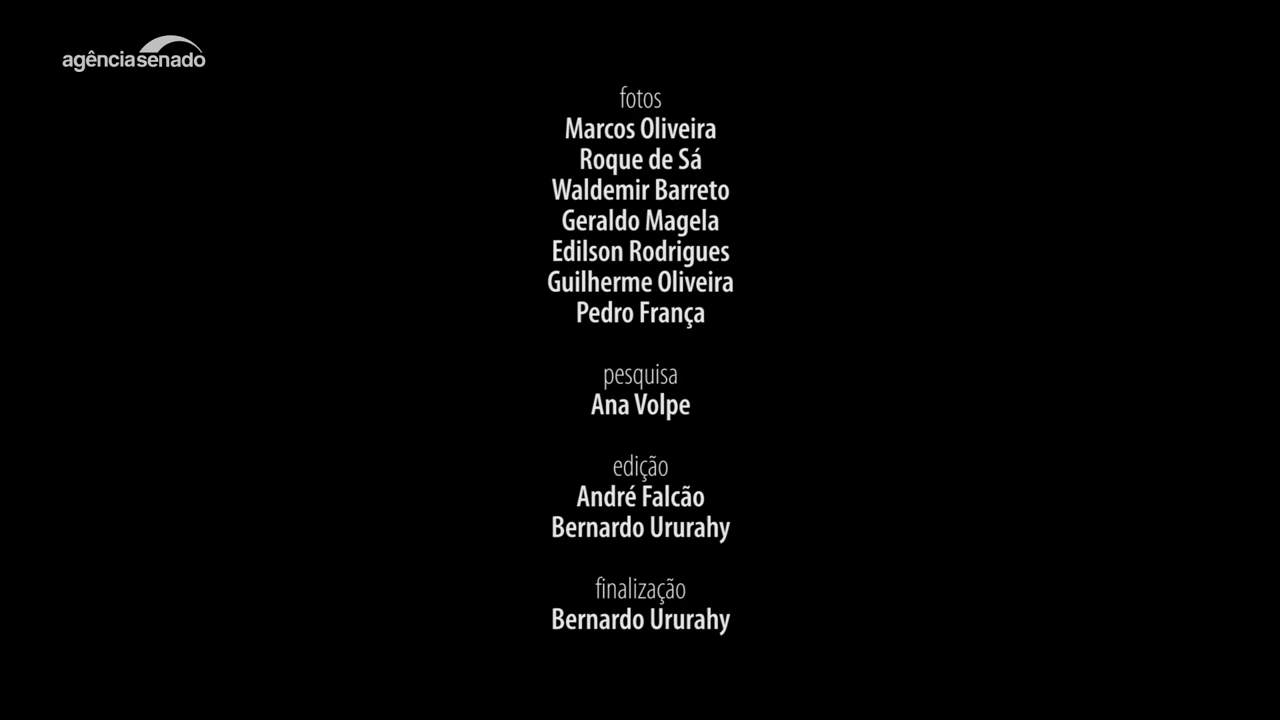 agênciasenado
fotos
Marcos Oliveira
Roque de Sá
Waldemir Barreto
Geraldo Magela
Edilson Rodrigues
Guilherme Oliveira
Pedro França
pesquisa
Ana Volpe
edição
André Falcão
Bernardo Ururahy
finalização
Bernardo Ururahy